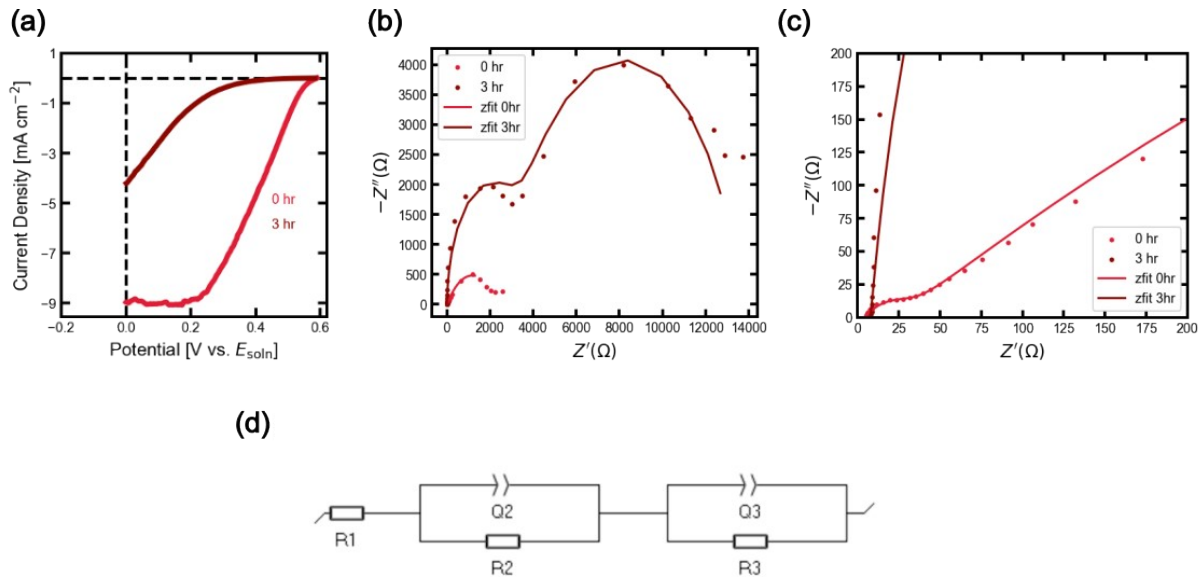 (a)
Current Density [mA cm⁻²]
1
-1
-3
-5
-7
-9
0 hr
3 hr
-0.2
0.0
0.2
0.4
0.6
Potential [V vs. E_soln]
(b)
−Z″(Ω)
4000
3500
3000
2500
2000
1500
1000
500
0
0 hr
3 hr
zfit 0hr
zfit 3hr
0 2000 4000 6000 8000 10000 12000 14000
Z′(Ω)
(c)
−Z″(Ω)
200
175
150
125
100
75
50
25
0
0 hr
3 hr
zfit 0hr
zfit 3hr
0 25 50 75 100 125 150 175 200
Z′(Ω)
(d)
R1
Q2
R2
Q3
R3